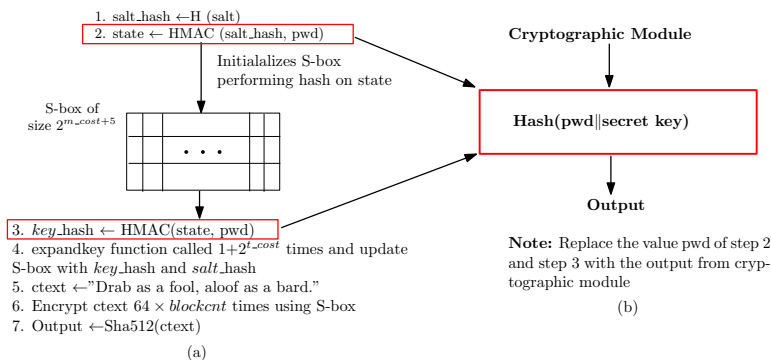 1. salt_hash ←H (salt)
2. state ← HMAC (salt_hash, pwd)
Initialalizes S-box
performing hash on state
S-box of
size 2^{m_cost+5}
• • •
3. key_hash ← HMAC(state, pwd)
4. expandkey function called 1+2^{t_cost} times and update
S-box with key_hash and salt_hash
5. ctext ←”Drab as a fool, aloof as a bard.”
6. Encrypt ctext 64 × blockcnt times using S-box
7. Output ←Sha512(ctext)
(a)
Cryptographic Module
Hash(pwd‖secret key)
Output
Note: Replace the value pwd of step 2
and step 3 with the output from cryp-
tographic module
(b)